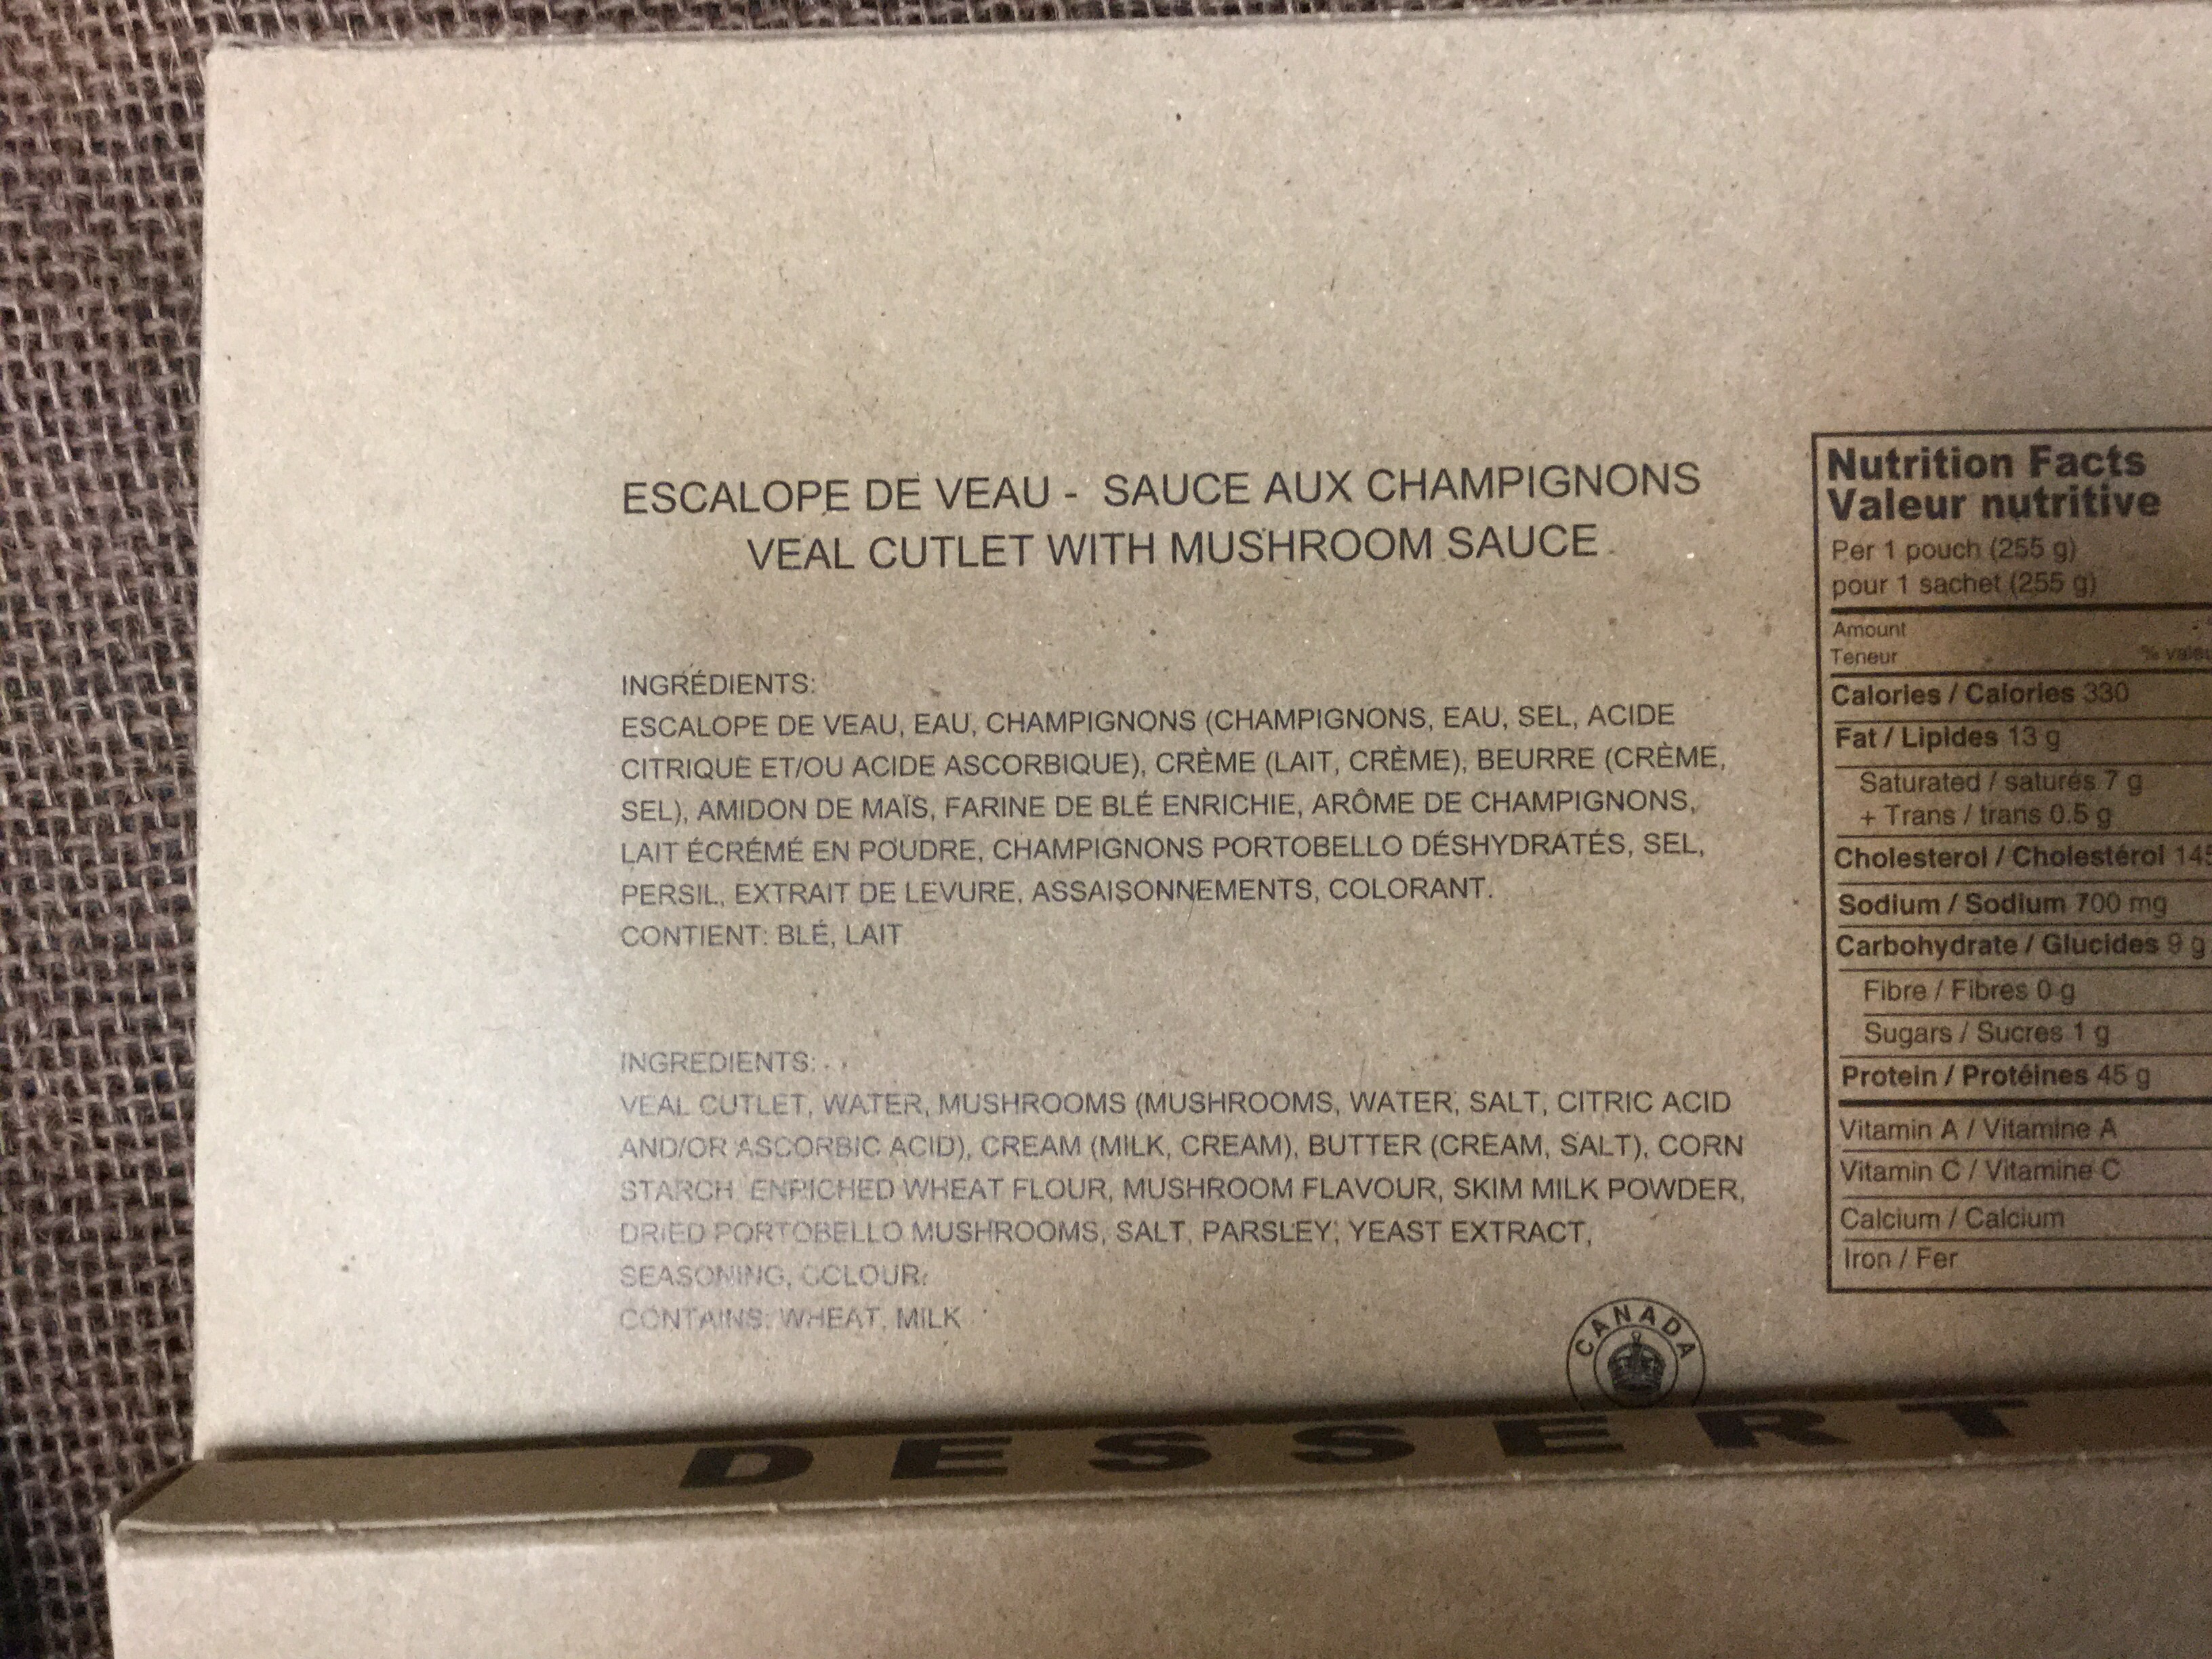 ESCALOPE DE VEAU - SAUCE AUX CHAMPIGNONS
VEAL CUTLET WITH MUSHROOM SAUCE
INGRÉDIENTS:
ESCALOPE DE VEAU, EAU, CHAMPIGNONS (CHAMPIGNONS, EAU, SEL, ACIDE
CITRIQUE ET/OU ACIDE ASCORBIQUE), CRÈME (LAIT, CRÈME), BEURRE (CRÈME,
SEL), AMIDON DE MAÏS, FARINE DE BLÉ ENRICHIE, ARÔME DE CHAMPIGNONS,
LAIT ÉCRÉMÉ EN POUDRE, CHAMPIGNONS PORTOBELLO DÉSHYDRATÉS, SEL,
PERSIL, EXTRAIT DE LEVURE, ASSAISONNEMENTS, COLORANT.
CONTIENT: BLÉ, LAIT
INGREDIENTS:
VEAL CUTLET, WATER, MUSHROOMS (MUSHROOMS, WATER, SALT, CITRIC ACID
AND/OR ASCORBIC ACID), CREAM (MILK, CREAM), BUTTER (CREAM, SALT), CORN
STARCH, ENRICHED WHEAT FLOUR, MUSHROOM FLAVOUR, SKIM MILK POWDER,
DRIED PORTOBELLO MUSHROOMS, SALT, PARSLEY, YEAST EXTRACT,
SEASONING, COLOUR.
CONTAINS: WHEAT, MILK
Nutrition Facts
Valeur nutritive
Per 1 pouch (255 g)
pour 1 sachet (255 g)
Amount
Teneur %
Calories / Calories 330
Fat / Lipides 13 g
Saturated / saturés 7 g
+ Trans / trans 0.5 g
Cholesterol / Cholestérol 145
Sodium / Sodium 700 mg
Carbohydrate / Glucides 9 g
Fibre / Fibres 0 g
Sugars / Sucres 1 g
Protein / Protéines 45 g
Vitamin A / Vitamine A
Vitamin C / Vitamine C
Calcium / Calcium
Iron / Fer
CANADA
DESSERT